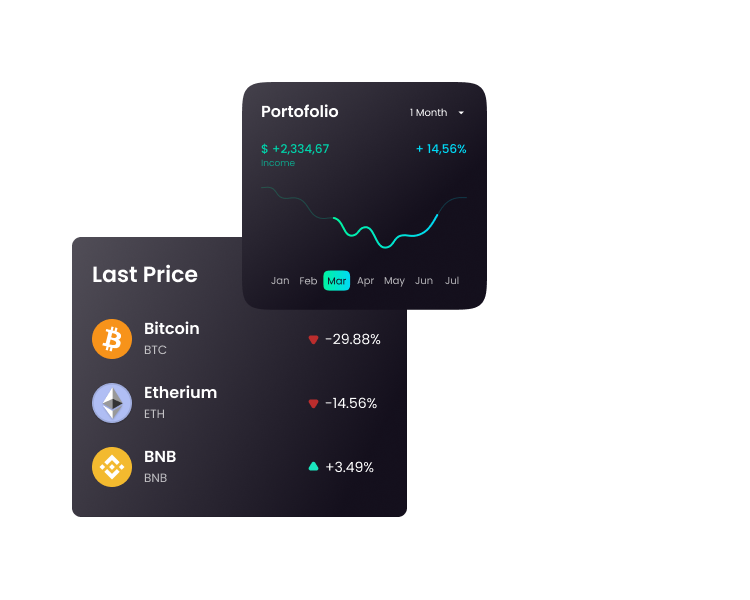 Portofolio
1 Month
$ +2,334,67
+ 14,56%
Income
Jan Feb Mar Apr May Jun Jul
Last Price
Bitcoin
BTC
-29.88%
Etherium
ETH
-14.56%
BNB
BNB
+3.49%